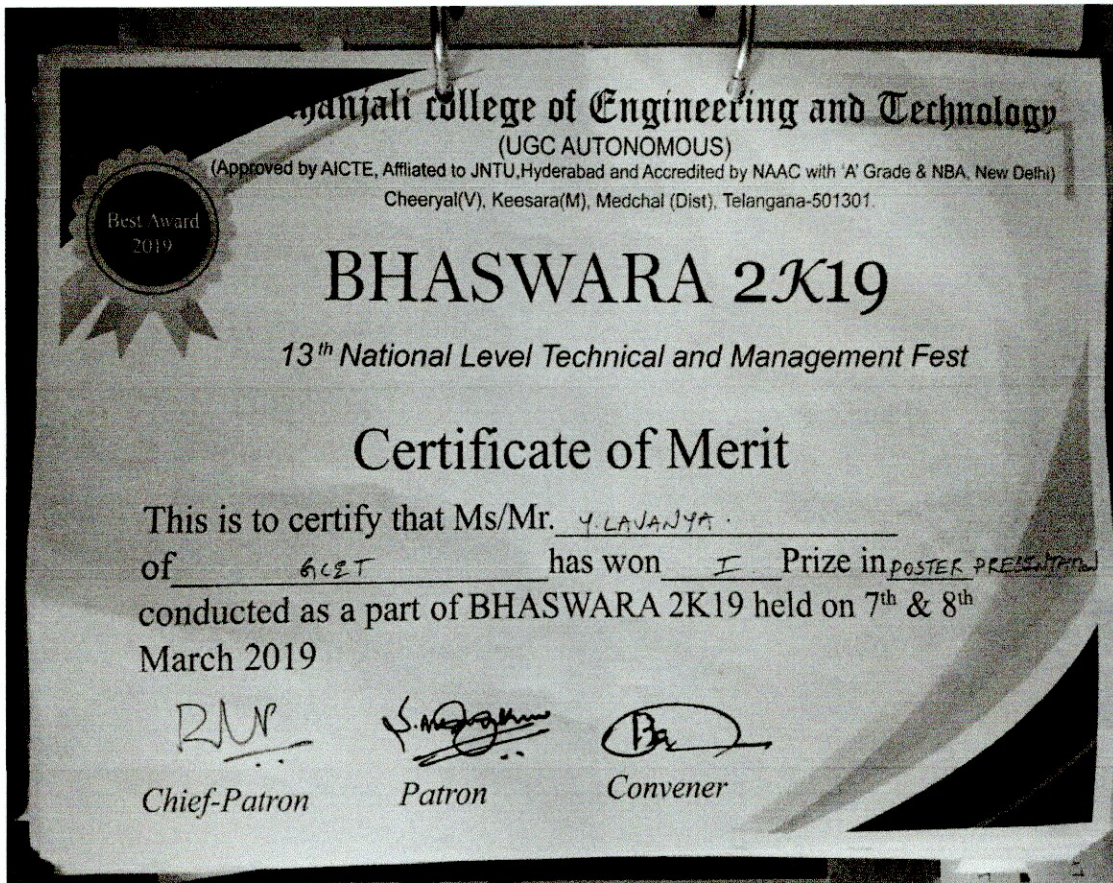 hanjali college of Engineering and Technology
(UGC AUTONOMOUS)
(Approved by AICTE, Affliated to JNTU,Hyderabad and Accredited by NAAC with 'A' Grade & NBA, New Delhi)
Cheeryal(V), Keesara(M), Medchal (Dist), Telangana-501301.
Best Award
2019
BHASWARA 2K19
13th National Level Technical and Management Fest
Certificate of Merit
This is to certify that Ms/Mr. Y. LAVANYA.
of GCET has won I Prize in POSTER PRESENTATION
conducted as a part of BHASWARA 2K19 held on 7th & 8th
March 2019
Chief-Patron Patron Convener